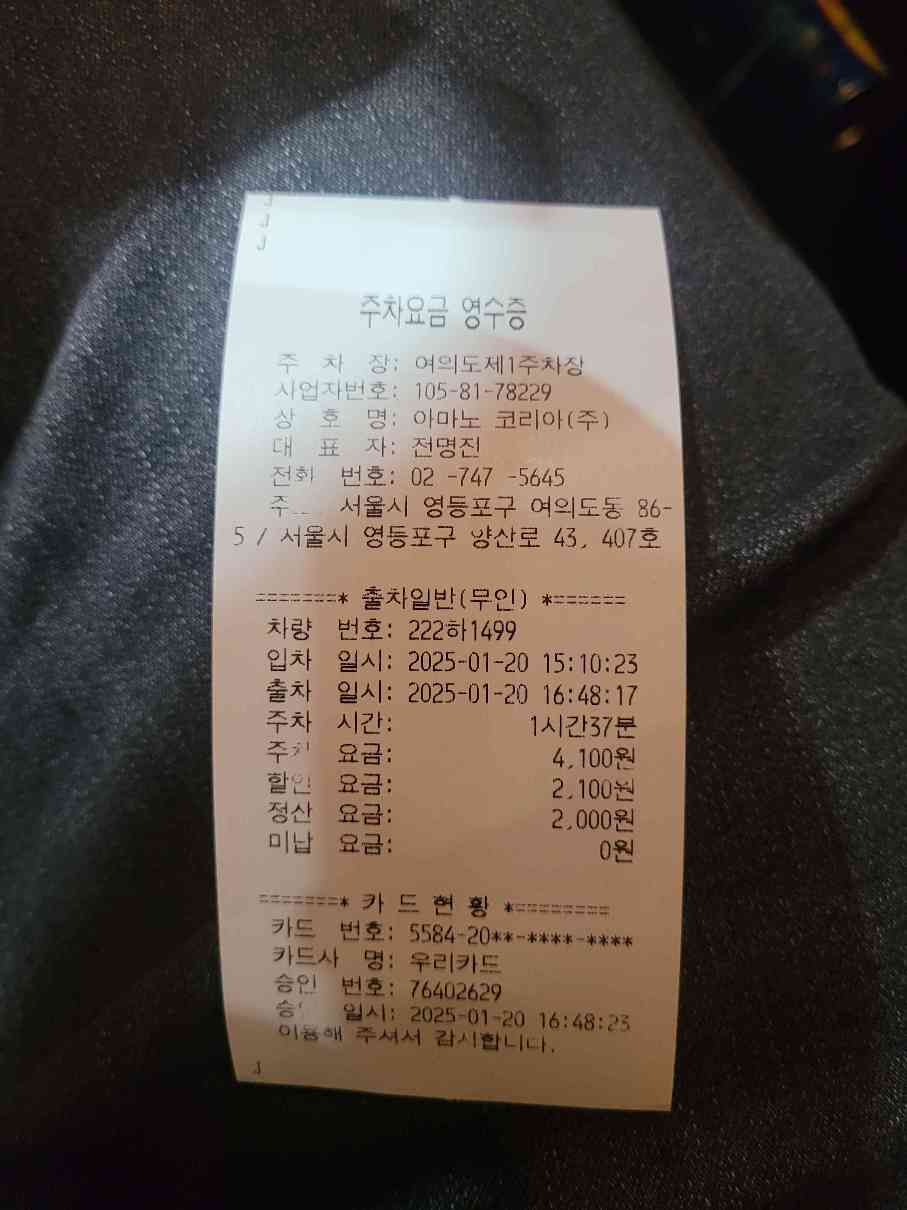 J
J
J
주차요금 영수증
주 차 장: 여의도제1주차장
사업자번호: 105-81-78229
상 호 명: 아마노 코리아(주)
대 표 자: 전명진
전화 번호: 02 -747 -5645
주 서울시 영등포구 여의도동 86-
5 / 서울시 영등포구 양산로 43, 407호
=======* 출차일반(무인) *======
차량 번호: 222하1499
입차 일시: 2025-01-20 15:10:23
출차 일시: 2025-01-20 16:48:17
주차 시간: 1시간37분
주차 요금: 4,100원
할인 요금: 2,100원
정산 요금: 2,000원
미납 요금: 0원
=======* 카 드 현 황 *========
카드 번호: 5584-20**-****-****
카드사 명: 우리카드
승인 번호: 76402629
승인 일시: 2025-01-20 16:48:23
이용해 주셔서 감사합니다.
J